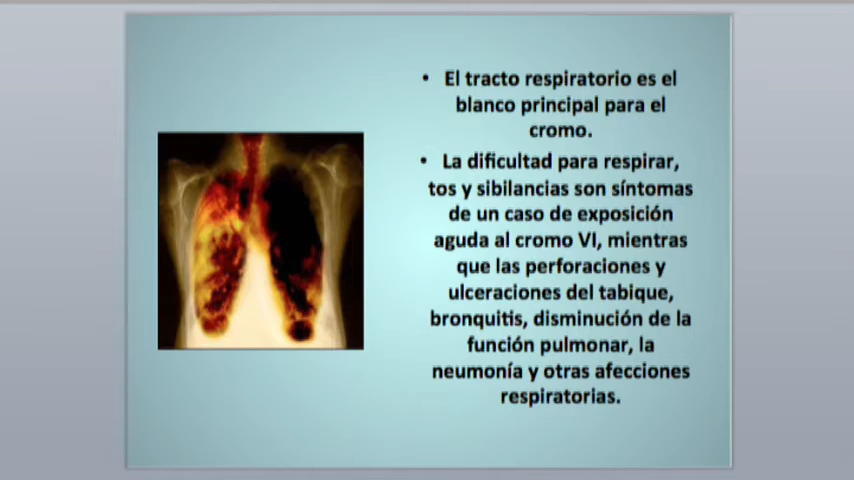 • El tracto respiratorio es el
blanco principal para el
cromo.
• La dificultad para respirar,
tos y sibilancias son síntomas
de un caso de exposición
aguda al cromo VI, mientras
que las perforaciones y
ulceraciones del tabique,
bronquitis, disminución de la
función pulmonar, la
neumonía y otras afecciones
respiratorias.